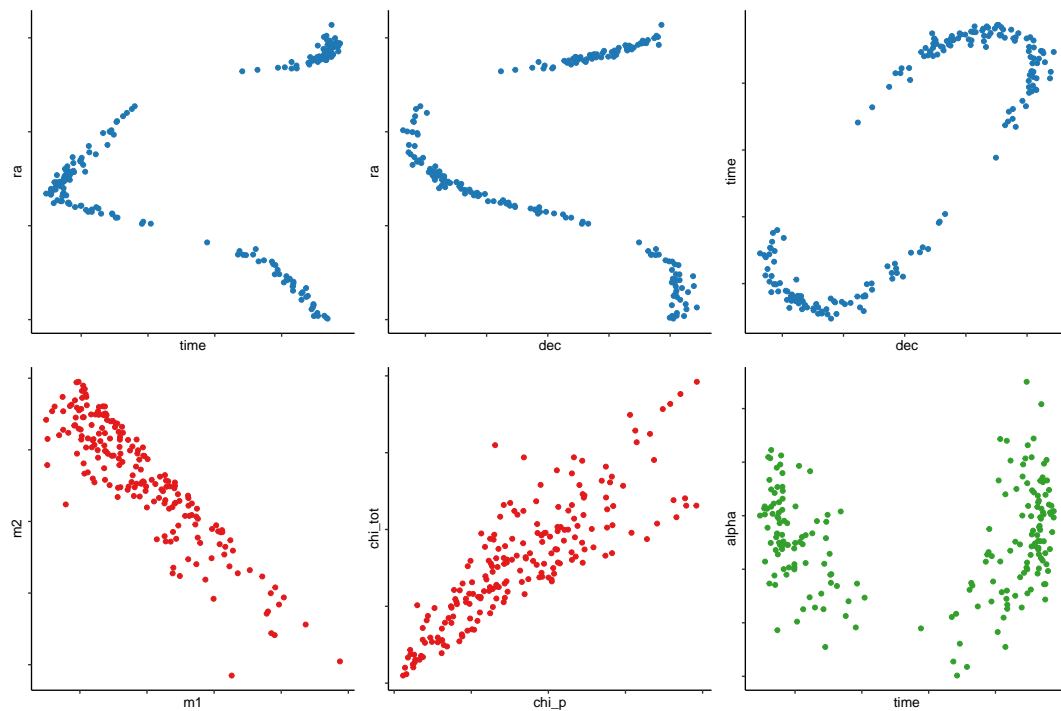 ra
time
ra
dec
time
dec
m2
m1
chi_tot
chi_p
alpha
time